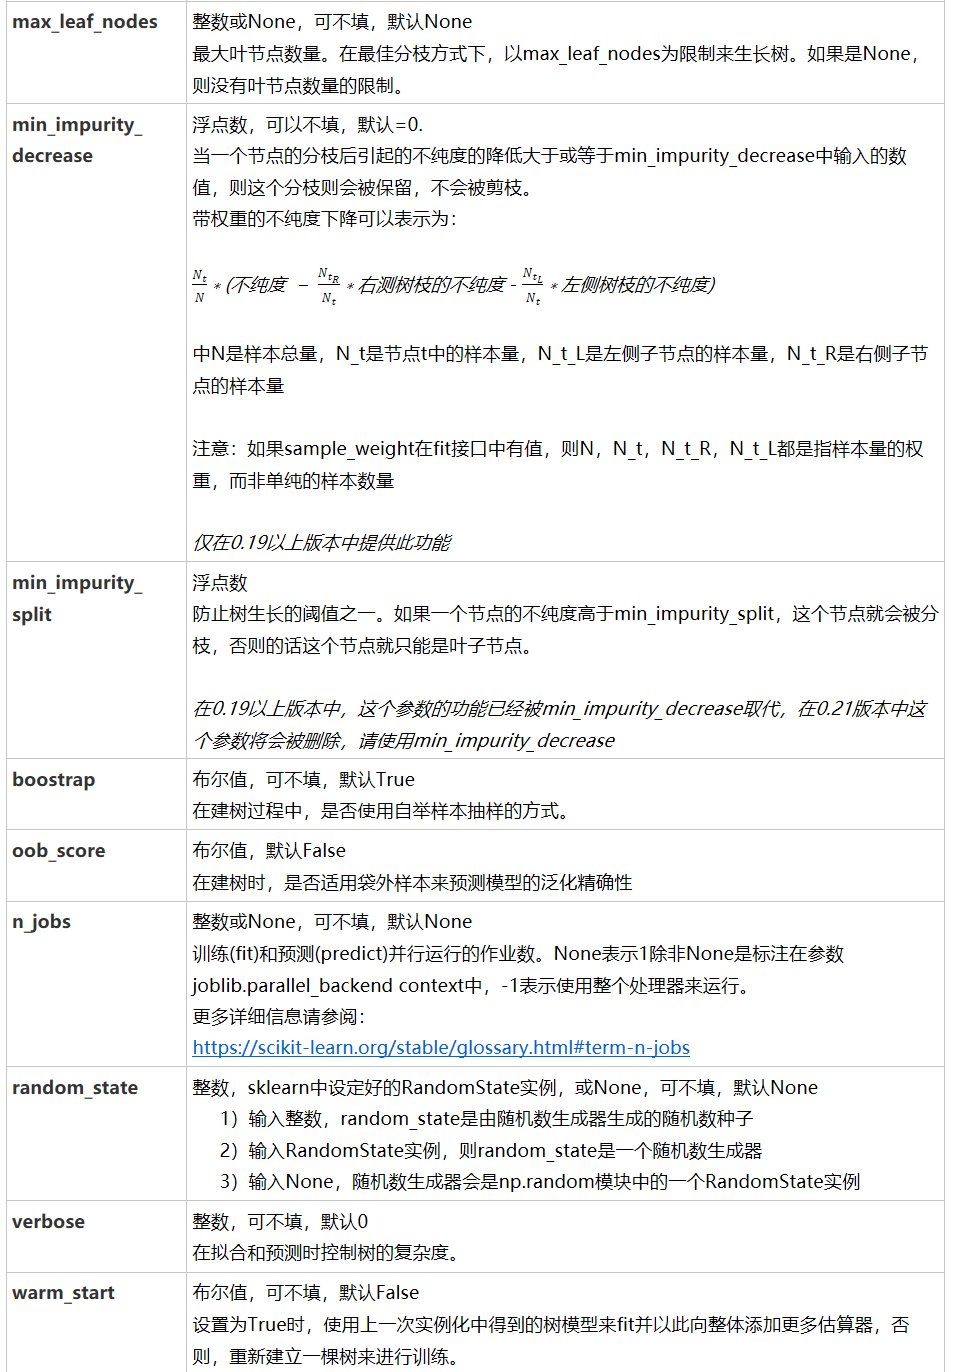 max_leaf_nodes
整数或None，可不填，默认None
最大叶节点数量。在最佳分枝方式下，以max_leaf_nodes为限制来生长树。如果是None，
则没有叶节点数量的限制。
min_impurity_
decrease
浮点数，可以不填，默认=0.
当一个节点的分枝后引起的不纯度的降低大于或等于min_impurity_decrease中输入的数
值，则这个分枝则会被保留，不会被剪枝。
带权重的不纯度下降可以表示为：
N_t/N * (不纯度 − N_{t_R}/N_t * 右测树枝的不纯度 - N_{t_L}/N_t * 左侧树枝的不纯度)
中N是样本总量，N_t是节点t中的样本量，N_t_L是左侧子节点的样本量，N_t_R是右侧子节
点的样本量
注意：如果sample_weight在fit接口中有值，则N，N_t，N_t_R，N_t_L都是指样本量的权
重，而非单纯的样本数量
仅在0.19以上版本中提供此功能
min_impurity_
split
浮点数
防止树生长的阈值之一。如果一个节点的不纯度高于min_impurity_split，这个节点就会被分
枝，否则的话这个节点就只能是叶子节点。
在0.19以上版本中，这个参数的功能已经被min_impurity_decrease取代，在0.21版本中这
个参数将会被删除，请使用min_impurity_decrease
boostrap
布尔值，可不填，默认True
在建树过程中，是否使用自举样本抽样的方式。
oob_score
布尔值，默认False
在建树时，是否适用袋外样本来预测模型的泛化精确性
n_jobs
整数或None，可不填，默认None
训练(fit)和预测(predict)并行运行的作业数。None表示1除非None是标注在参数
joblib.parallel_backend context中，-1表示使用整个处理器来运行。
更多详细信息请参阅：
https://scikit-learn.org/stable/glossary.html#term-n-jobs
random_state
整数，sklearn中设定好的RandomState实例，或None，可不填，默认None
1）输入整数，random_state是由随机数生成器生成的随机数种子
2）输入RandomState实例，则random_state是一个随机数生成器
3）输入None，随机数生成器会是np.random模块中的一个RandomState实例
verbose
整数，可不填，默认0
在拟合和预测时控制树的复杂度。
warm_start
布尔值，可不填，默认False
设置为True时，使用上一次实例化中得到的树模型来fit并以此向整体添加更多估算器，否
则，重新建立一棵树来进行训练。